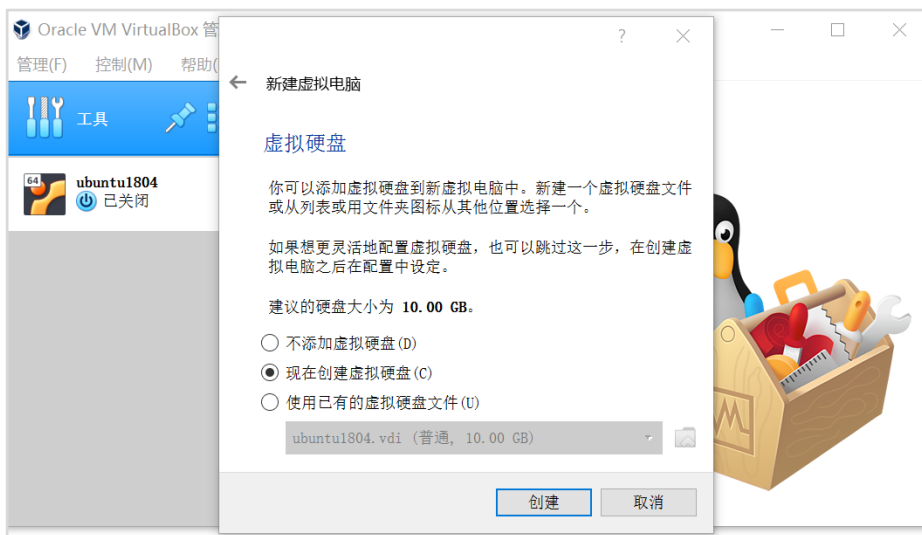 Oracle VM VirtualBox 管
管理(F) 控制(M) 帮助(
工具
64
ubuntu1804
已关闭
新建虚拟电脑
虚拟硬盘
你可以添加虚拟硬盘到新虚拟电脑中。新建一个虚拟硬盘文件
或从列表或用文件夹图标从其他位置选择一个。
如果想更灵活地配置虚拟硬盘，也可以跳过这一步，在创建虚
拟电脑之后在配置中设定。
建议的硬盘大小为 10.00 GB。
不添加虚拟硬盘(D)
现在创建虚拟硬盘(C)
使用已有的虚拟硬盘文件(U)
ubuntu1804.vdi (普通, 10.00 GB)
创建 取消